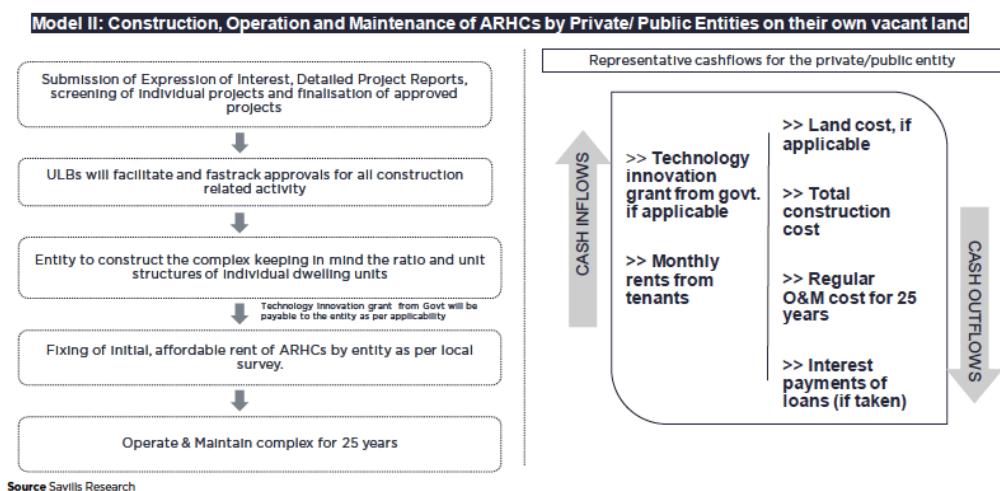 Model II: Construction, Operation and Maintenance of ARHCs by Private/ Public Entities on their own vacant land
Submission of Expression of Interest, Detailed Project Reports,
screening of individual projects and finalisation of approved
projects
ULBs will facilitate and fastrack approvals for all construction
related activity
Entity to construct the complex keeping in mind the ratio and unit
structures of individual dwelling units
Technology Innovation grant from Govt will be
payable to the entity as per applicability
Fixing of initial, affordable rent of ARHCs by entity as per local
survey.
Operate & Maintain complex for 25 years
Source Savills Research
Representative cashflows for the private/public entity
CASH INFLOWS
>> Technology
innovation
grant from govt.
if applicable
>> Monthly
rents from
tenants
>> Land cost, if
applicable
>> Total
construction
cost
>> Regular
O&M cost for 25
years
>> Interest
payments of
loans (if taken)
CASH OUTFLOWS